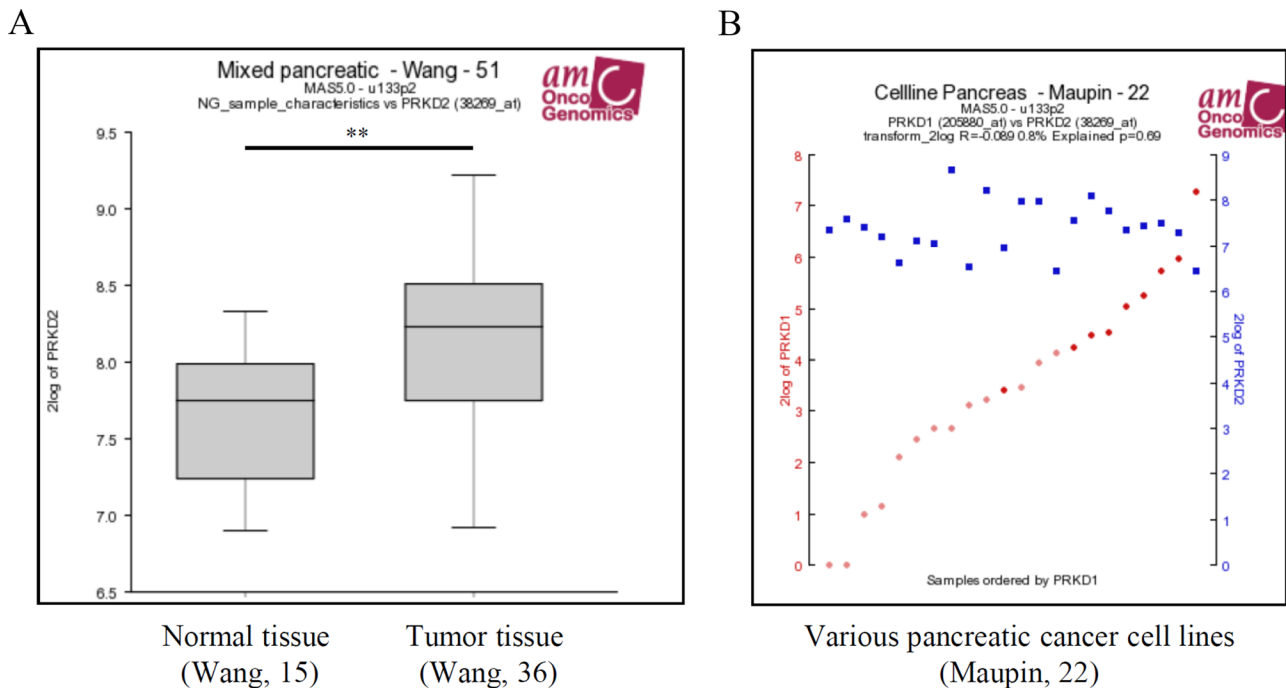 A
Mixed pancreatic - Wang - 51
MAS5.0 - u133p2
NG_sample_characteristics vs PRKD2 (38269_at)
amc
Onco
Genomics
**
9.5
9.0
8.5
8.0
7.5
7.0
6.5
2log of PRKD2
Normal tissue
(Wang, 15)
Tumor tissue
(Wang, 36)
B
Cellline Pancreas - Maupin - 22
MAS5.0 - u133p2
PRKD1 (205880_at) vs PRKD2 (38269_at)
transform_2log R=-0.089 0.8% Explained p=0.69
amc
Onco
Genomics
8
7
6
5
4
3
2
1
0
2log of PRKD1
9
8
7
6
5
4
3
2
1
0
2log of PRKD2
Samples ordered by PRKD1
Various pancreatic cancer cell lines
(Maupin, 22)